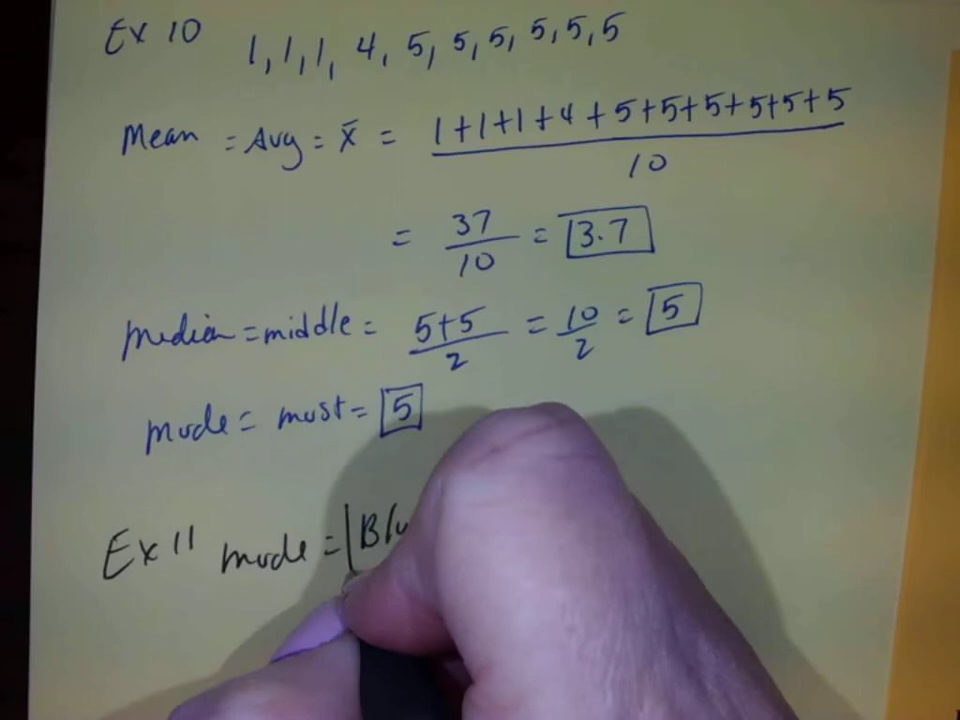 Ex 10 1, 1, 1, 4, 5, 5, 5, 5, 5, 5
Mean = Avg = x̄ = 1+1+1+4+5+5+5+5+5+5 / 10
= 37/10 = 3.7
median = middle = 5+5/2 = 10/2 = 5
mode = most = 5
Ex 11 mode =